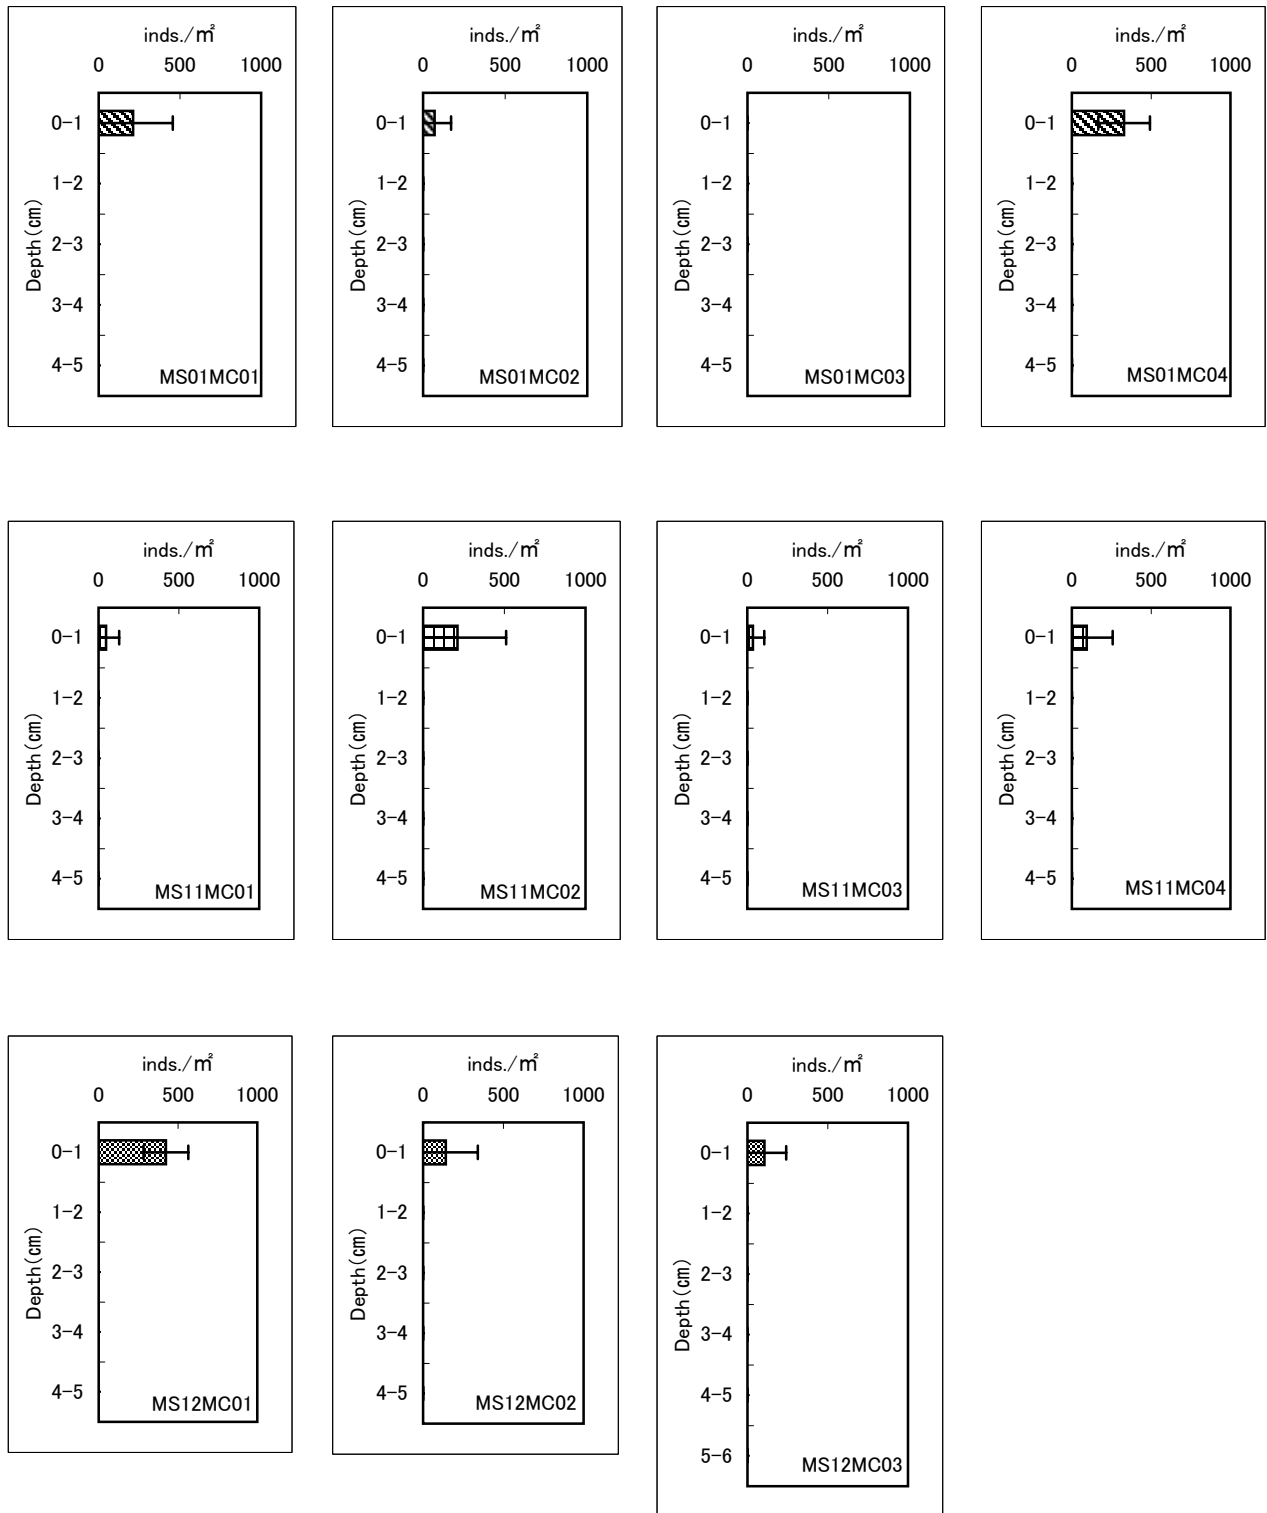 inds./㎡
0 500 1000
0-1
1-2
2-3
3-4
4-5
Depth(㎝)
MS01MC01
inds./㎡
0 500 1000
0-1
1-2
2-3
3-4
4-5
Depth(㎝)
MS01MC02
inds./㎡
0 500 1000
0-1
1-2
2-3
3-4
4-5
Depth(㎝)
MS01MC03
inds./㎡
0 500 1000
0-1
1-2
2-3
3-4
4-5
Depth(㎝)
MS01MC04
inds./㎡
0 500 1000
0-1
1-2
2-3
3-4
4-5
Depth(㎝)
MS11MC01
inds./㎡
0 500 1000
0-1
1-2
2-3
3-4
4-5
Depth(㎝)
MS11MC02
inds./㎡
0 500 1000
0-1
1-2
2-3
3-4
4-5
Depth(㎝)
MS11MC03
inds./㎡
0 500 1000
0-1
1-2
2-3
3-4
4-5
Depth(㎝)
MS11MC04
inds./㎡
0 500 1000
0-1
1-2
2-3
3-4
4-5
Depth(㎝)
MS12MC01
inds./㎡
0 500 1000
0-1
1-2
2-3
3-4
4-5
Depth(㎝)
MS12MC02
inds./㎡
0 500 1000
0-1
1-2
2-3
3-4
4-5
5-6
Depth(㎝)
MS12MC03